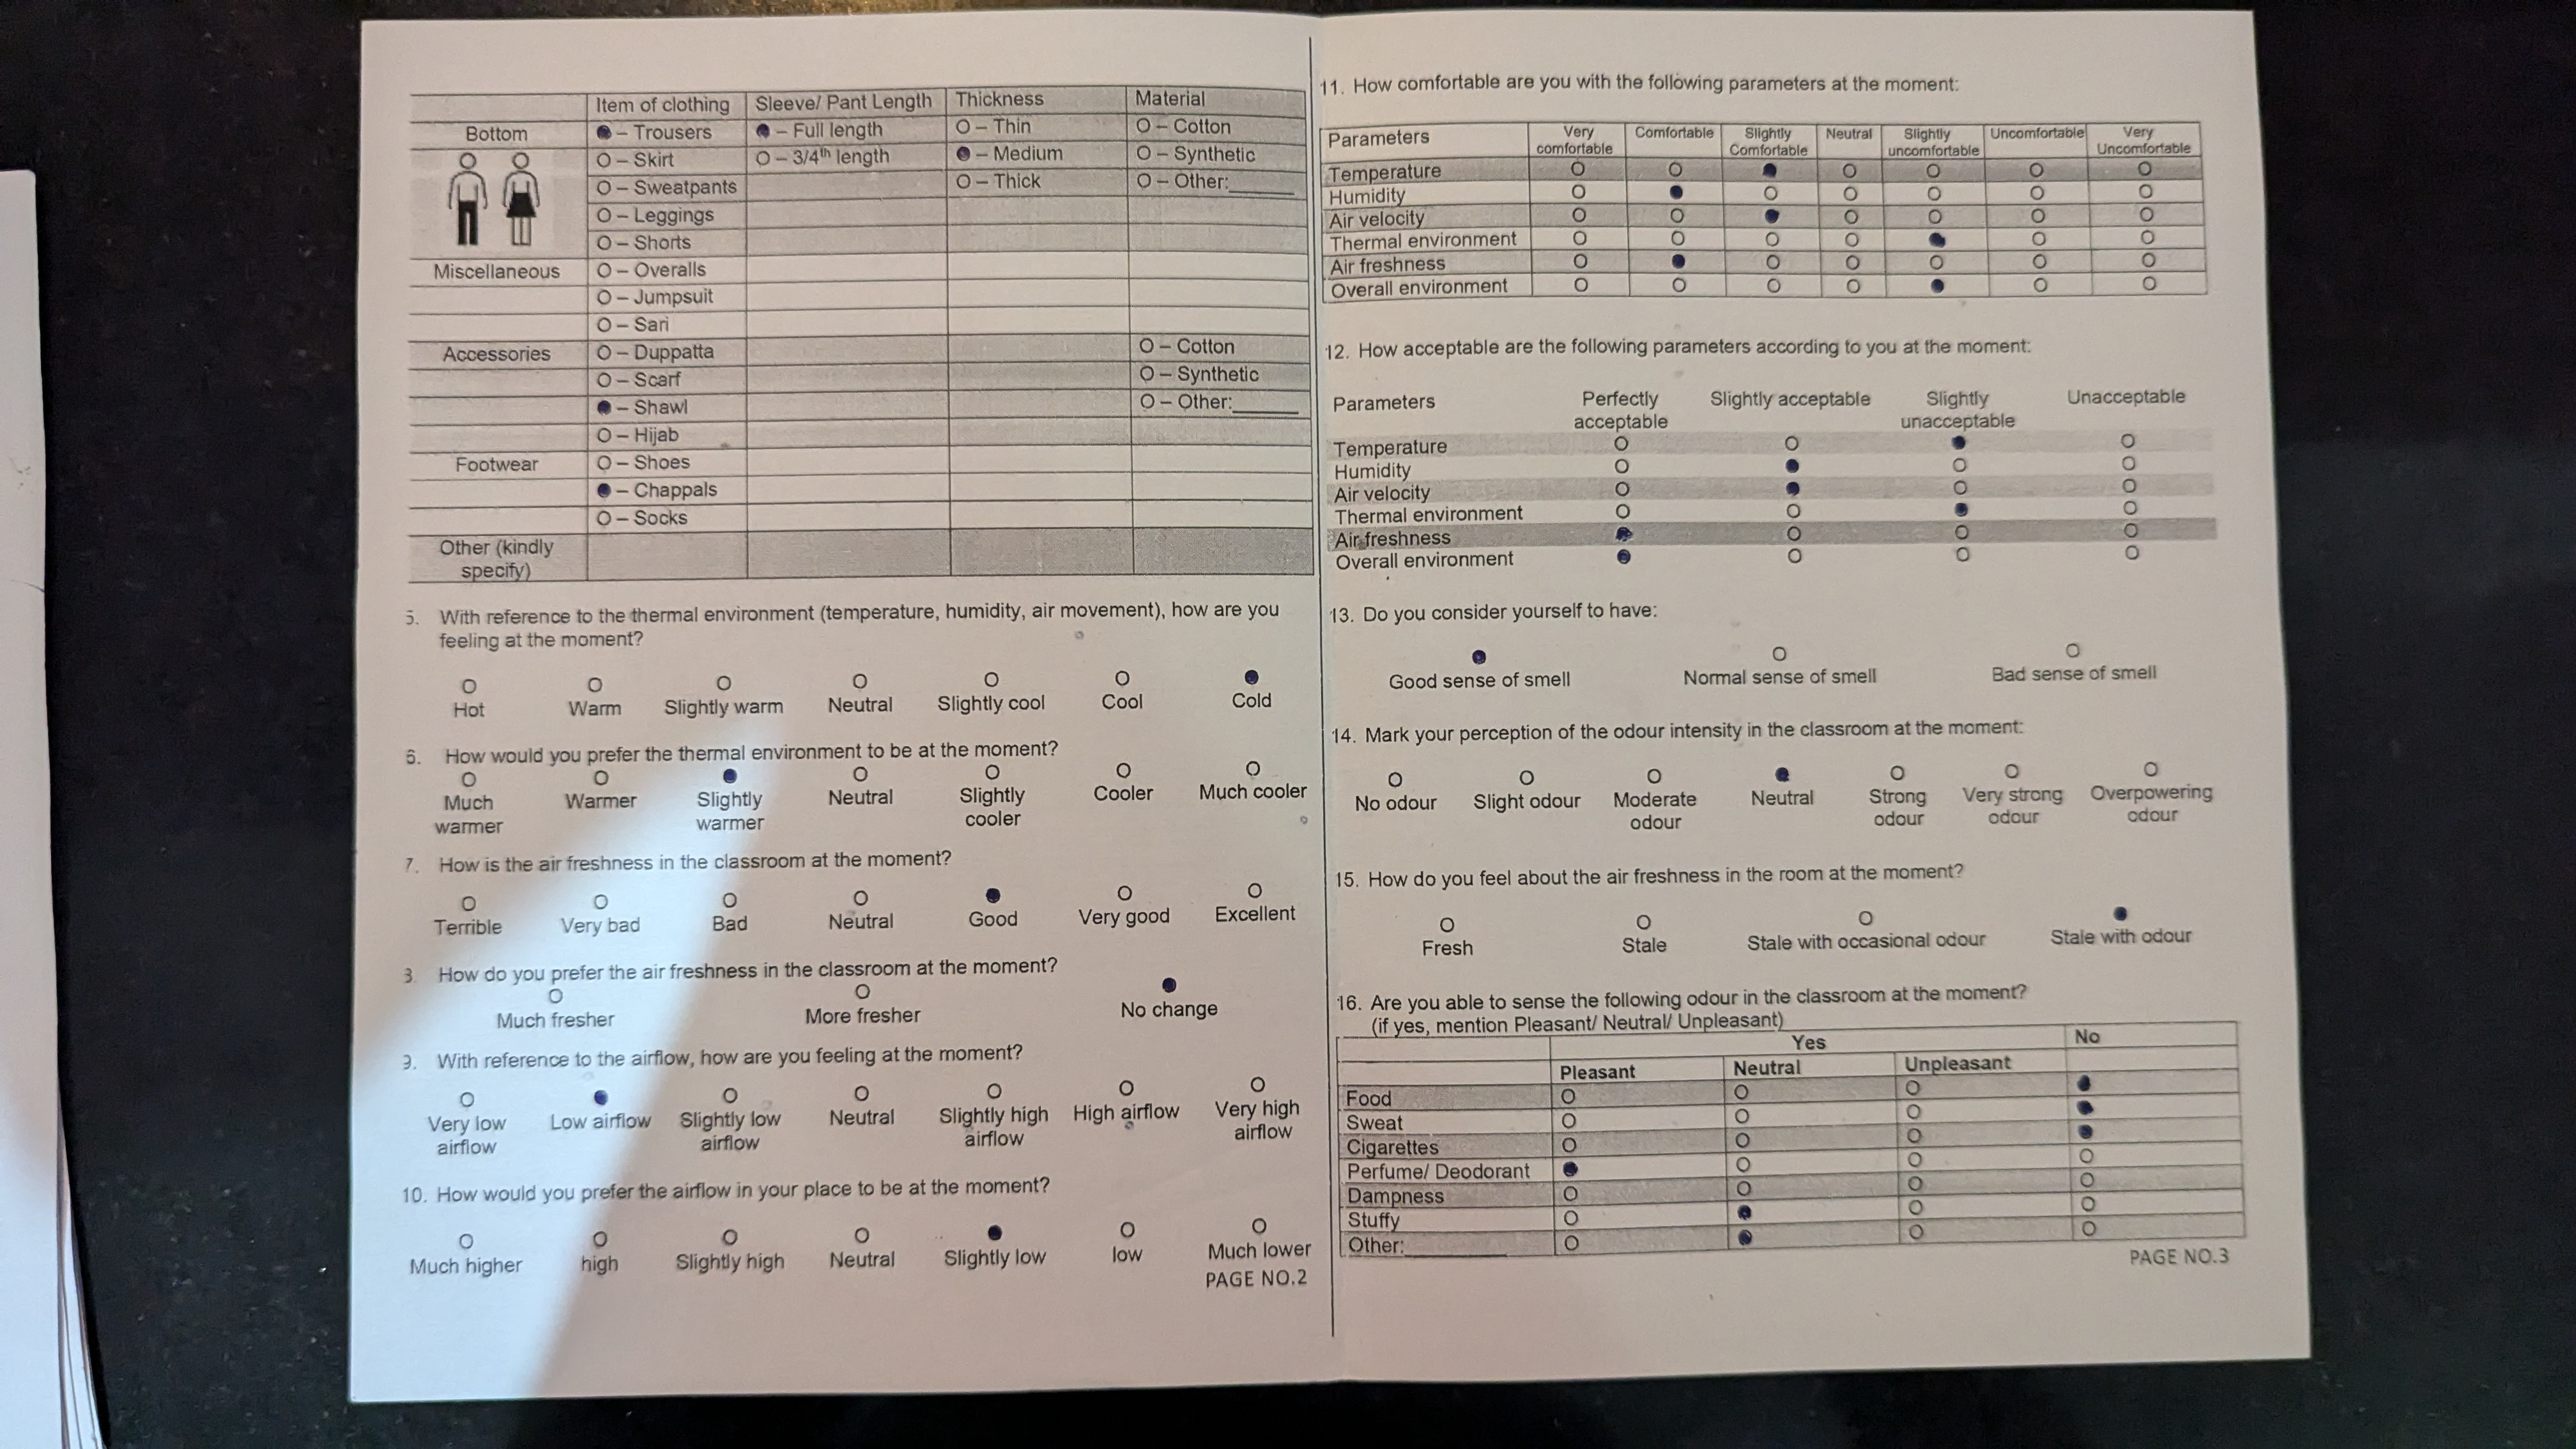 Item of clothing Sleeve/ Pant Length Thickness Material
Bottom ● – Trousers ● – Full length O – Thin O – Cotton
O – Skirt O – 3/4th length ● – Medium O – Synthetic
O – Sweatpants O – Thick O – Other:______
O – Leggings
O – Shorts
Miscellaneous O – Overalls
O – Jumpsuit
O – Sari
Accessories O – Duppatta O – Cotton
O – Scarf O – Synthetic
● – Shawl O – Other:______
O – Hijab
Footwear O – Shoes
● – Chappals
O – Socks
Other (kindly
specify)
5. With reference to the thermal environment (temperature, humidity, air movement), how are you
feeling at the moment?
O O O O O O ●
Hot Warm Slightly warm Neutral Slightly cool Cool Cold
6. How would you prefer the thermal environment to be at the moment?
O O ● O O O O
Much Warmer Slightly Neutral Slightly Cooler Much cooler
warmer warmer cooler
7. How is the air freshness in the classroom at the moment?
O O O O ● O O
Terrible Very bad Bad Neutral Good Very good Excellent
8. How do you prefer the air freshness in the classroom at the moment?
O O ●
Much fresher More fresher No change
9. With reference to the airflow, how are you feeling at the moment?
O ● O O O O O
Very low Low airflow Slightly low Neutral Slightly high High airflow Very high
airflow airflow airflow airflow
10. How would you prefer the airflow in your place to be at the moment?
O O O O ● O O
Much higher high Slightly high Neutral Slightly low low Much lower
PAGE NO.2
11. How comfortable are you with the following parameters at the moment:
Parameters Very Comfortable Slightly Neutral Slightly Uncomfortable Very
comfortable Comfortable uncomfortable Uncomfortable
Temperature O O ● O O O O
Humidity O ● O O O O O
Air velocity O O ● O O O O
Thermal environment O O O O ● O O
Air freshness O ● O O O O O
Overall environment O O O O ● O O
12. How acceptable are the following parameters according to you at the moment:
Parameters Perfectly Slightly acceptable Slightly Unacceptable
acceptable unacceptable
Temperature O O ● O
Humidity O ● O O
Air velocity O ● O O
Thermal environment O O ● O
Air freshness ● O O O
Overall environment ● O O O
13. Do you consider yourself to have:
● O O
Good sense of smell Normal sense of smell Bad sense of smell
14. Mark your perception of the odour intensity in the classroom at the moment:
O O O ● O O O
No odour Slight odour Moderate Neutral Strong Very strong Overpowering
odour odour odour odour
15. How do you feel about the air freshness in the room at the moment?
O O O ●
Fresh Stale Stale with occasional odour Stale with odour
16. Are you able to sense the following odour in the classroom at the moment?
(if yes, mention Pleasant/ Neutral/ Unpleasant)
Yes No
Pleasant Neutral Unpleasant
Food O O O ●
Sweat O O O ●
Cigarettes O O O ●
Perfume/ Deodorant ● O O O
Dampness O O O O
Stuffy O ● O O
Other:_________ O ● O O
PAGE NO.3